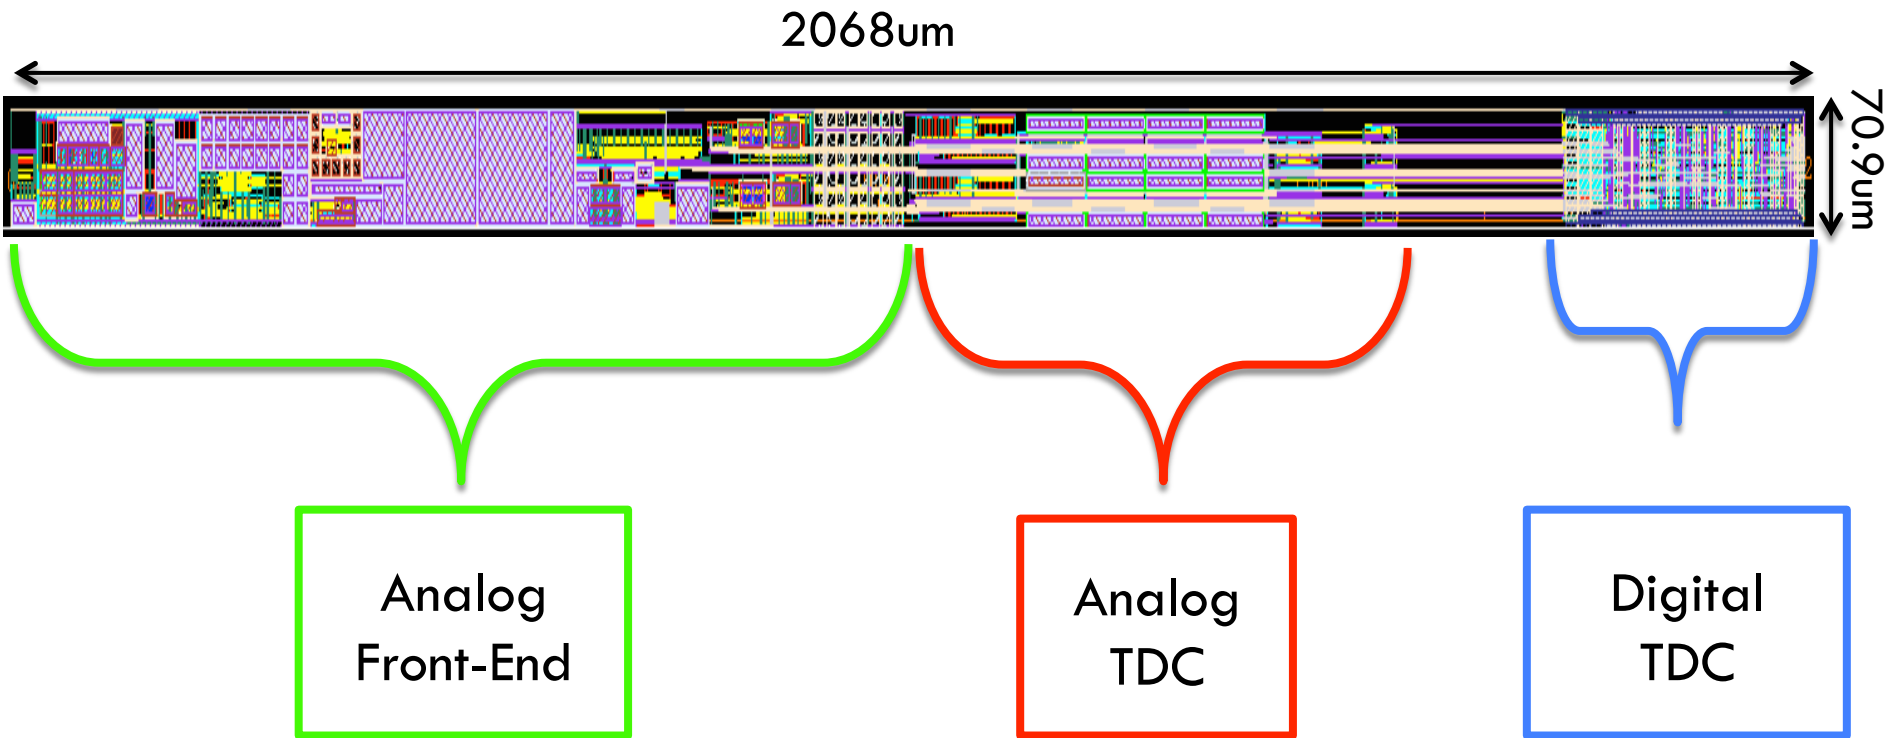 2068um
70.9um
Analog
Front-End
Analog
TDC
Digital
TDC